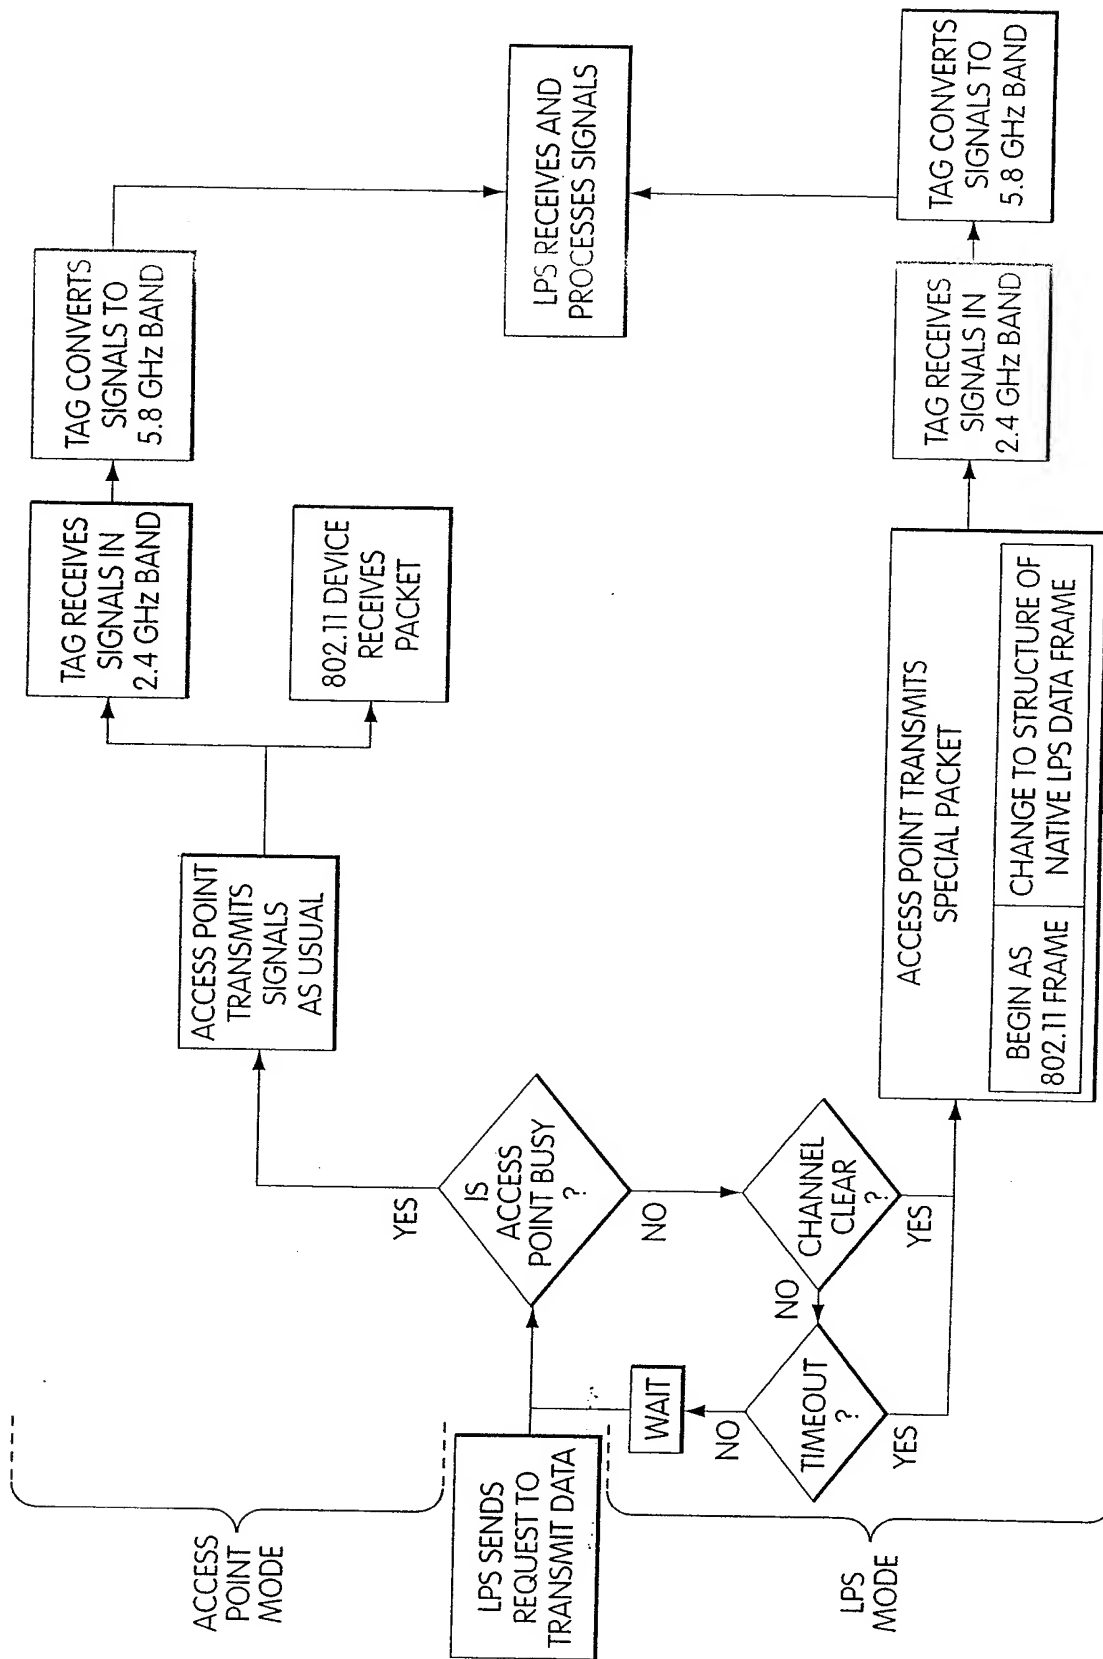 ACCESS
POINT
MODE
LPS SENDS
REQUEST TO
TRANSMIT DATA
LPS
MODE
WAIT
NO
TIMEOUT
?
YES
IS
ACCESS
POINT BUSY
?
YES
NO
CHANNEL
CLEAR
?
NO
YES
ACCESS POINT
TRANSMITS
SIGNALS
AS USUAL
TAG RECEIVES
SIGNALS IN
2.4 GHz BAND
802.11 DEVICE
RECEIVES
PACKET
TAG CONVERTS
SIGNALS TO
5.8 GHz BAND
LPS RECEIVES AND
PROCESSES SIGNALS
ACCESS POINT TRANSMITS
SPECIAL PACKET
BEGIN AS
802.11 FRAME
CHANGE TO STRUCTURE OF
NATIVE LPS DATA FRAME
TAG RECEIVES
SIGNALS IN
2.4 GHz BAND
TAG CONVERTS
SIGNALS TO
5.8 GHz BAND